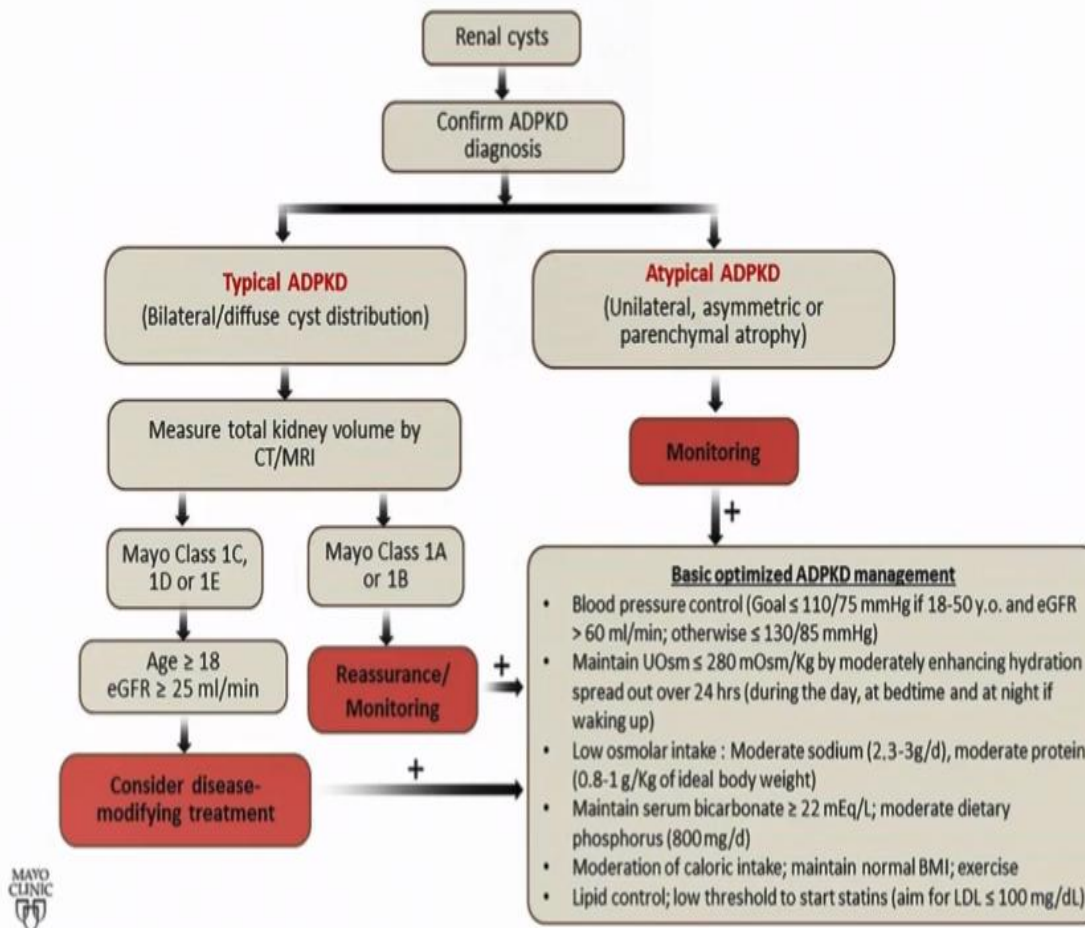 Renal cysts
Confirm ADPKD
diagnosis
Typical ADPKD
(Bilateral/diffuse cyst distribution)
Atypical ADPKD
(Unilateral, asymmetric or
parenchymal atrophy)
Measure total kidney volume by
CT/MRI
Monitoring
+
Mayo Class 1C,
1D or 1E
Mayo Class 1A
or 1B
Age ≥ 18
eGFR ≥ 25 ml/min
Reassurance/
Monitoring
+
Consider disease-
modifying treatment
+
Basic optimized ADPKD management
• Blood pressure control (Goal ≤ 110/75 mmHg if 18-50 y.o. and eGFR
> 60 ml/min; otherwise ≤ 130/85 mmHg)
• Maintain UOsm ≤ 280 mOsm/Kg by moderately enhancing hydration
spread out over 24 hrs (during the day, at bedtime and at night if
waking up)
• Low osmolar intake : Moderate sodium (2.3-3g/d), moderate protein
(0.8-1 g/Kg of ideal body weight)
• Maintain serum bicarbonate ≥ 22 mEq/L; moderate dietary
phosphorus (800 mg/d)
• Moderation of caloric intake; maintain normal BMI; exercise
• Lipid control; low threshold to start statins (aim for LDL ≤ 100 mg/dL)
MAYO
CLINIC